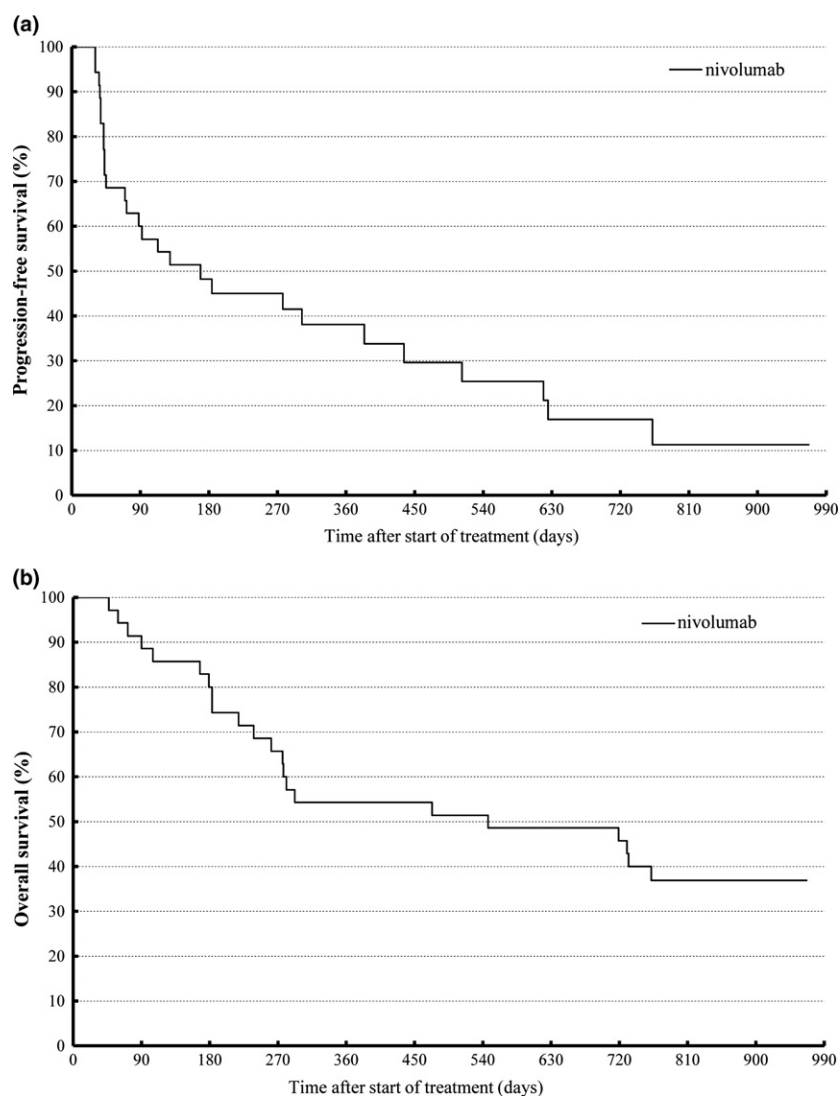 (a)
100
90
80
70
60
50
40
30
20
10
0
Progression-free survival (%)
nivolumab
0 90 180 270 360 450 540 630 720 810 900 990
Time after start of treatment (days)
(b)
100
90
80
70
60
50
40
30
20
10
0
Overall survival (%)
nivolumab
0 90 180 270 360 450 540 630 720 810 900 990
Time after start of treatment (days)